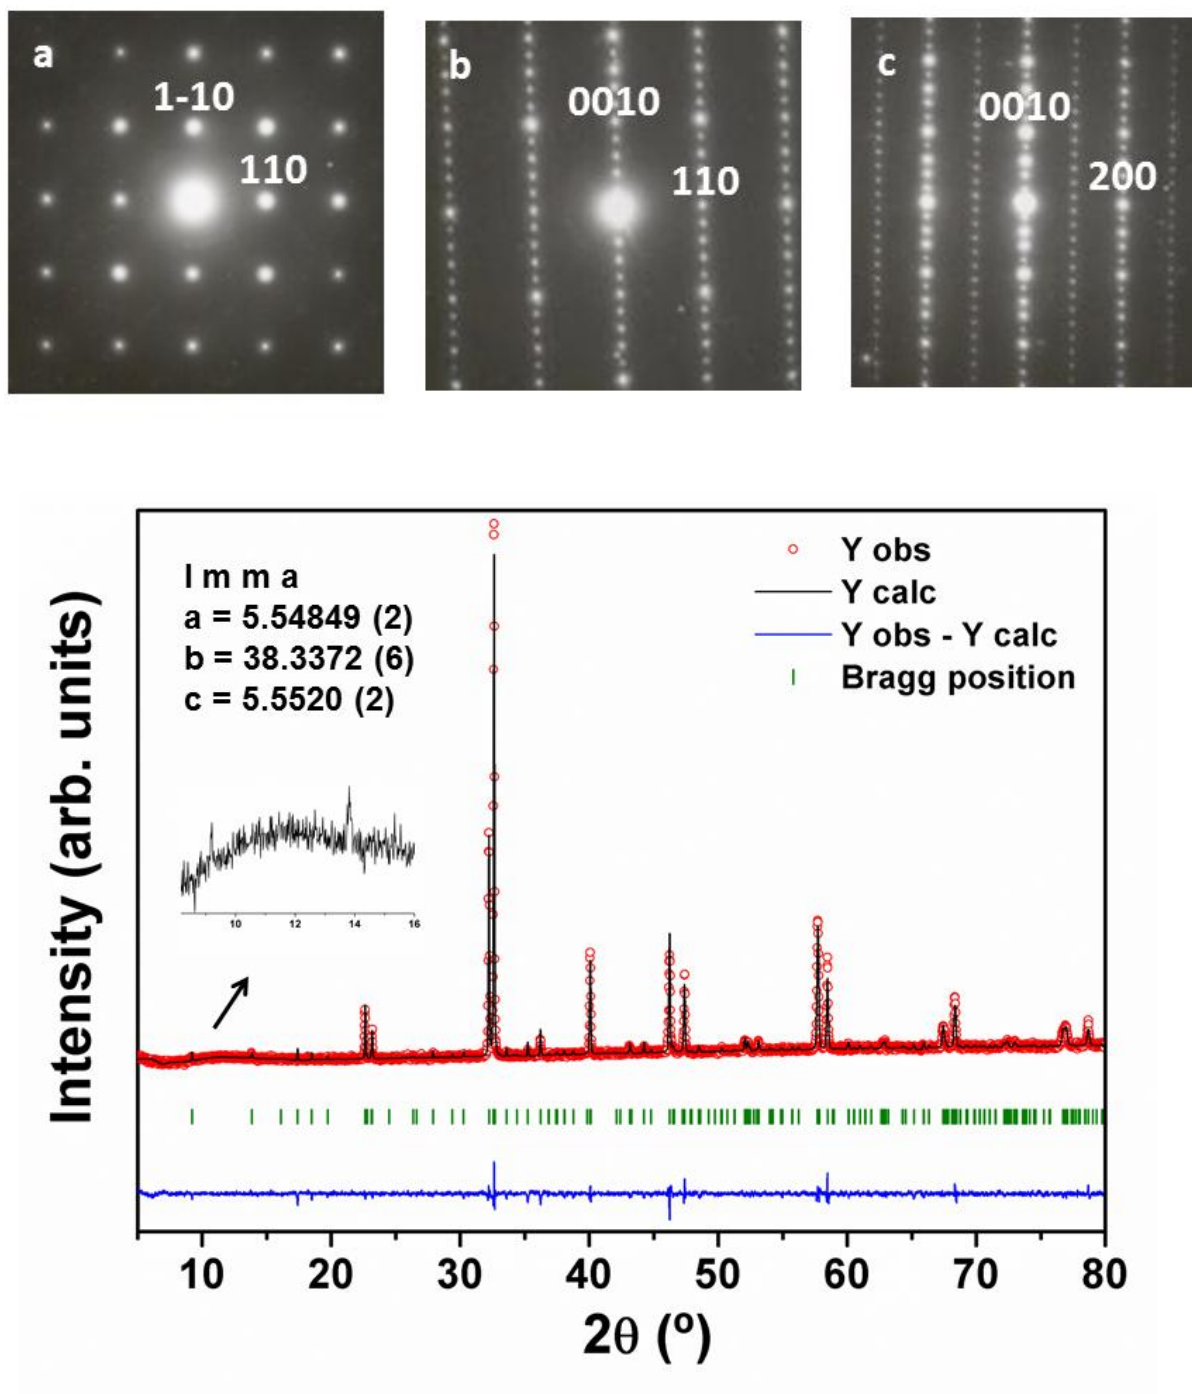 a
1-10
110
b
0010
110
c
0010
200
I m m a
a = 5.54849 (2)
b = 38.3372 (6)
c = 5.5520 (2)
Y obs
Y calc
Y obs - Y calc
Bragg position
10 12 14 16
Intensity (arb. units)
10 20 30 40 50 60 70 80
2θ (º)